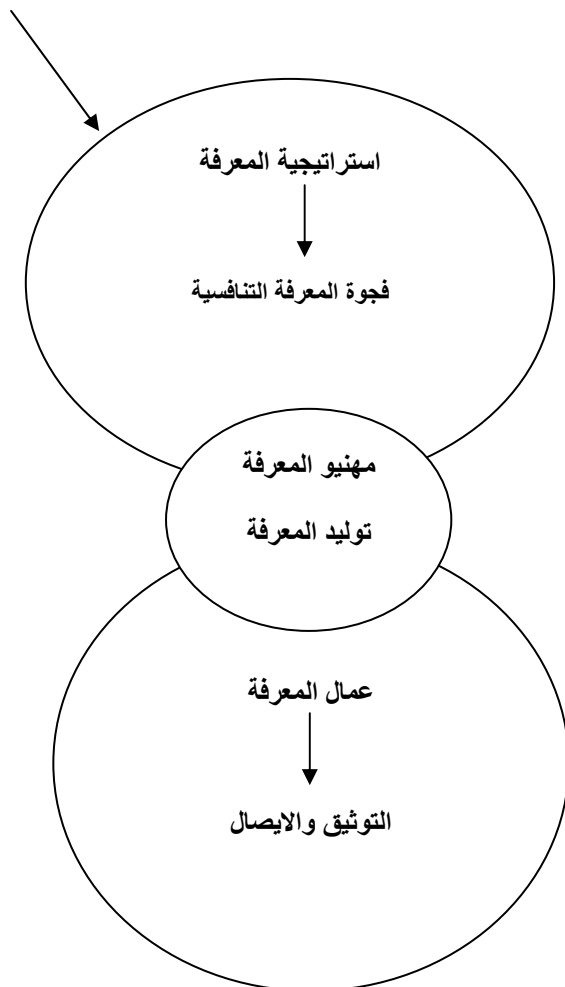 استراتيجية المعرفة
فجوة المعرفة التنافسية
مهنيو المعرفة
توليد المعرفة
عمال المعرفة
التوثيق والايصال